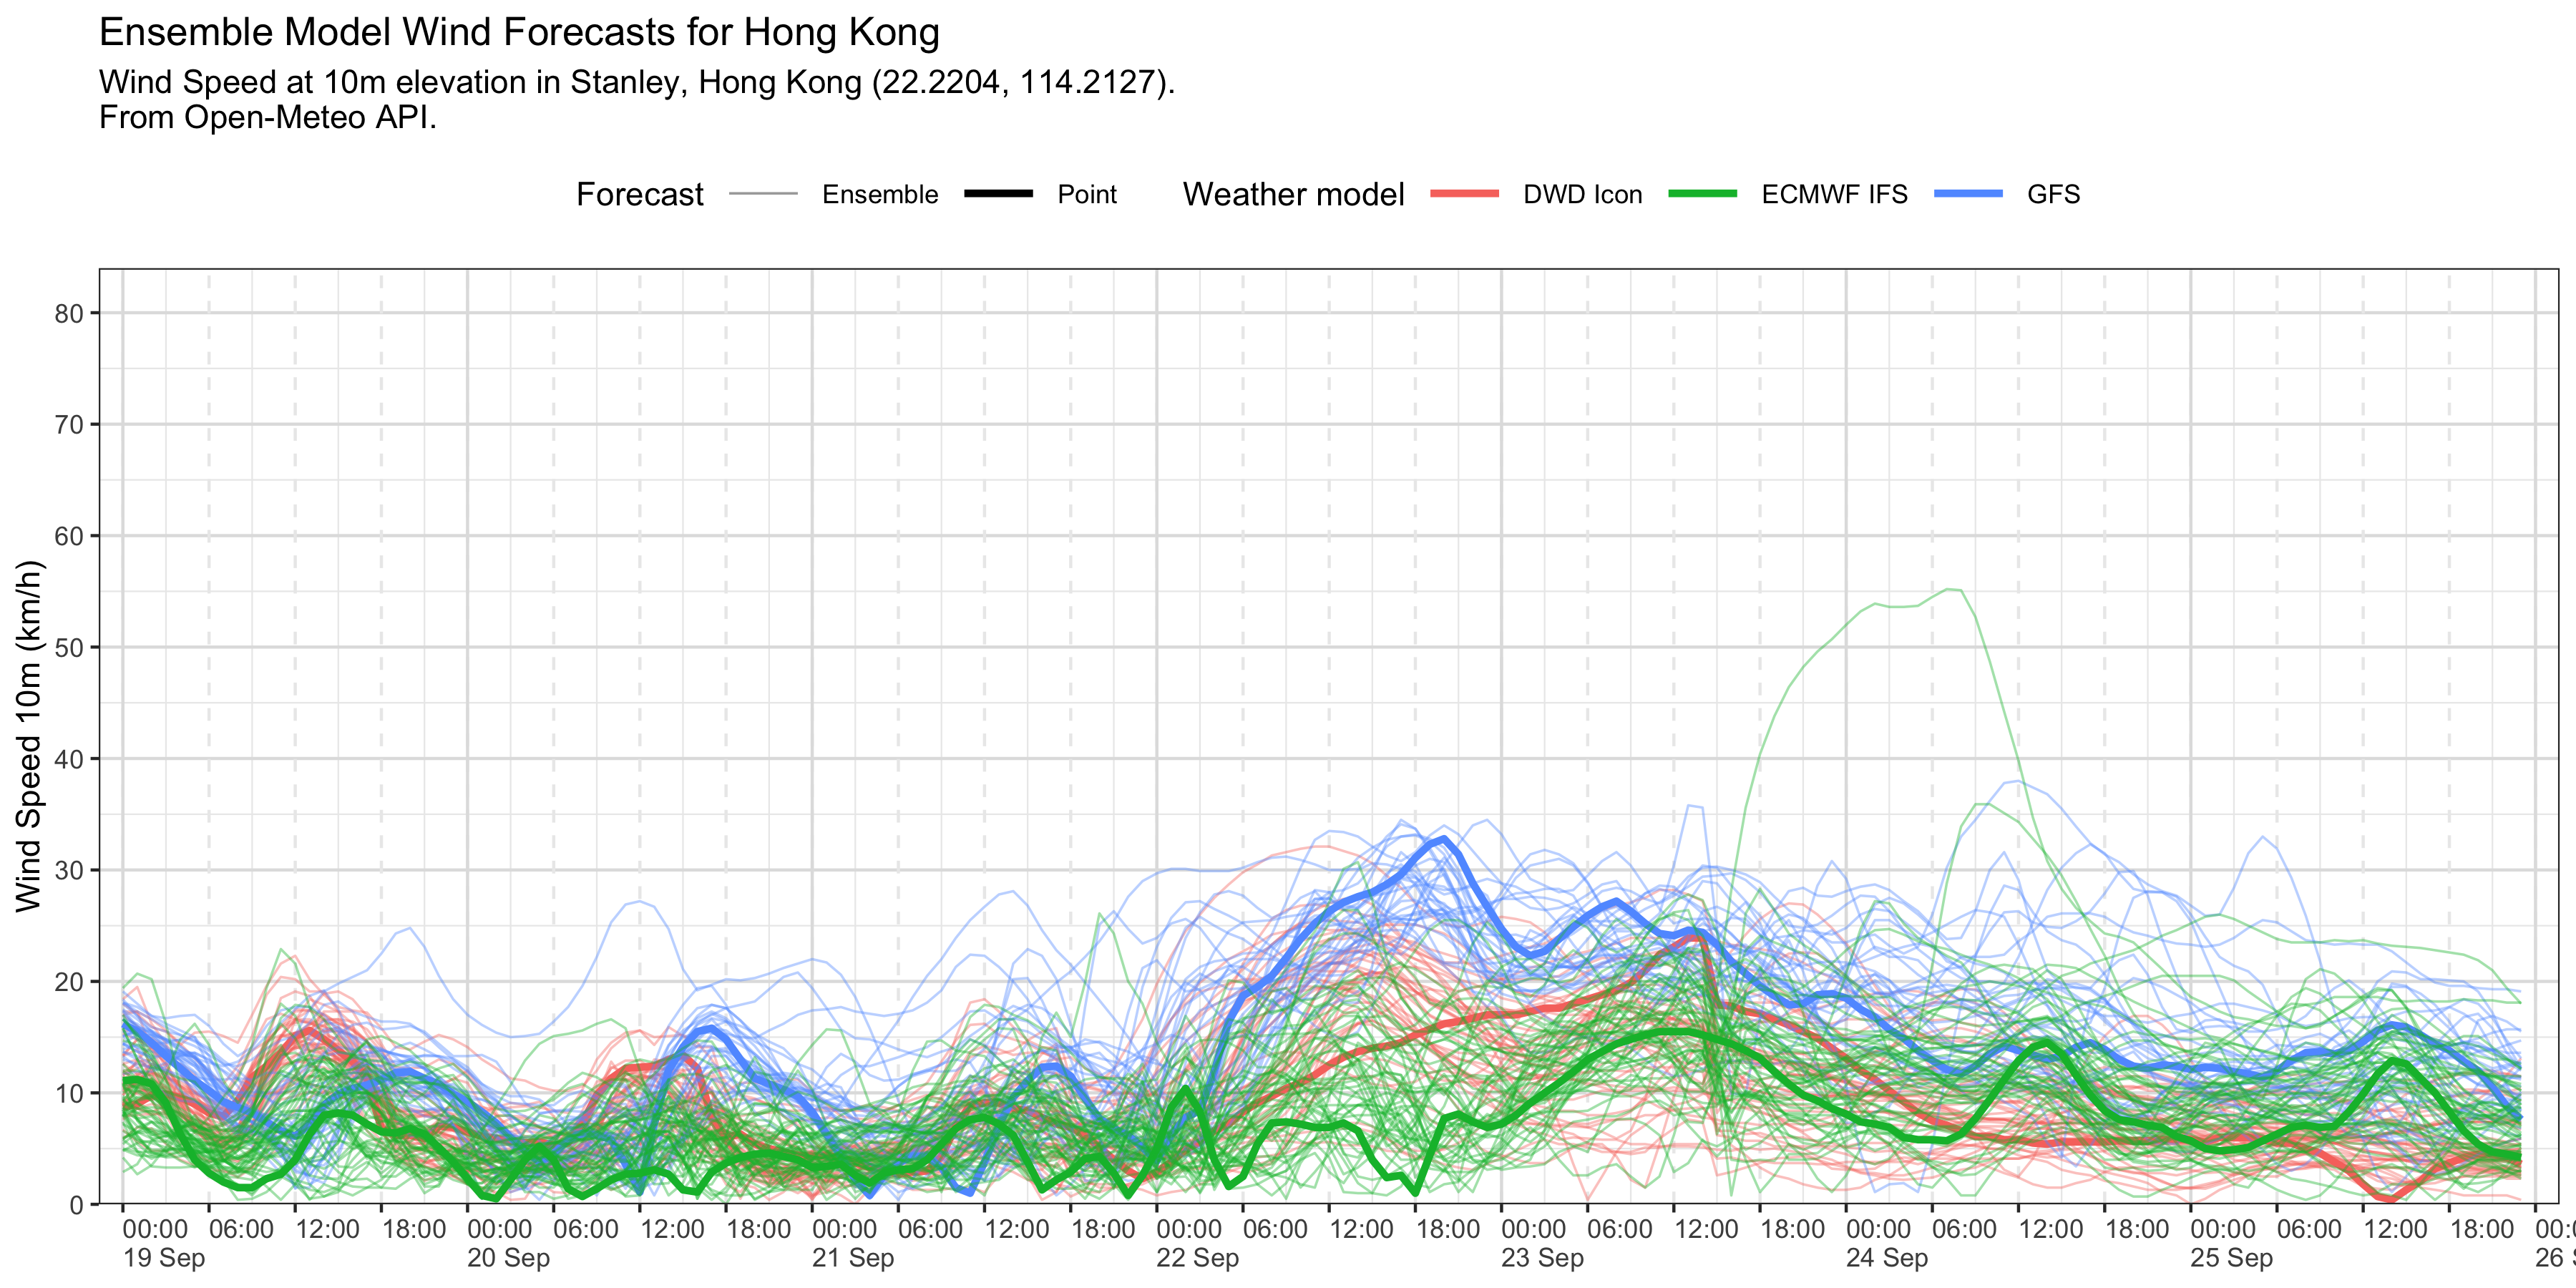 Ensemble Model Wind Forecasts for Hong Kong
Wind Speed at 10m elevation in Stanley, Hong Kong (22.2204, 114.2127).
From Open-Meteo API.
Forecast Ensemble Point Weather model DWD Icon ECMWF IFS GFS
Wind Speed 10m (km/h)
80
70
60
50
40
30
20
10
0
00:00 06:00 12:00 18:00 00:00 06:00 12:00 18:00 00:00 06:00 12:00 18:00 00:00 06:00 12:00 18:00 00:00 06:00 12:00 18:00 00:00 06:00 12:00 18:00 00:00 06:00 12:00 18:00
19 Sep 20 Sep 21 Sep 22 Sep 23 Sep 24 Sep 25 Sep 26